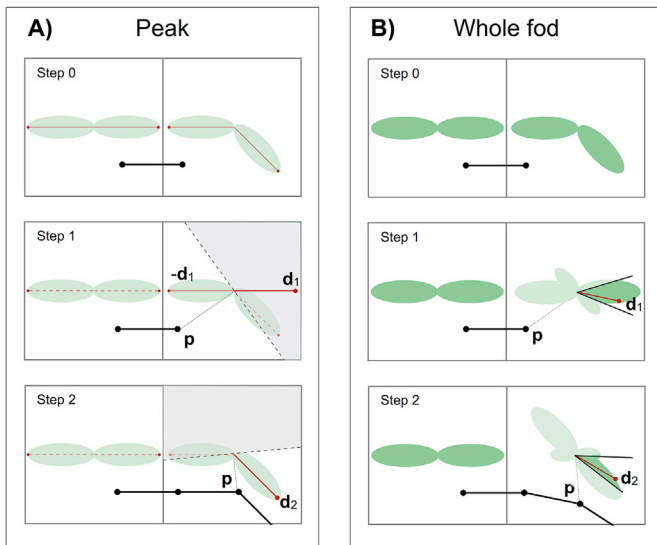 A) Peak
Step 0
Step 1
-d1
d1
p
Step 2
p
d2
B) Whole fod
Step 0
Step 1
d1
p
Step 2
d2
p